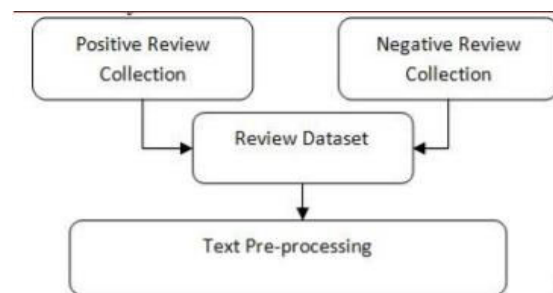 Positive Review
Collection
Negative Review
Collection
Review Dataset
Text Pre-processing